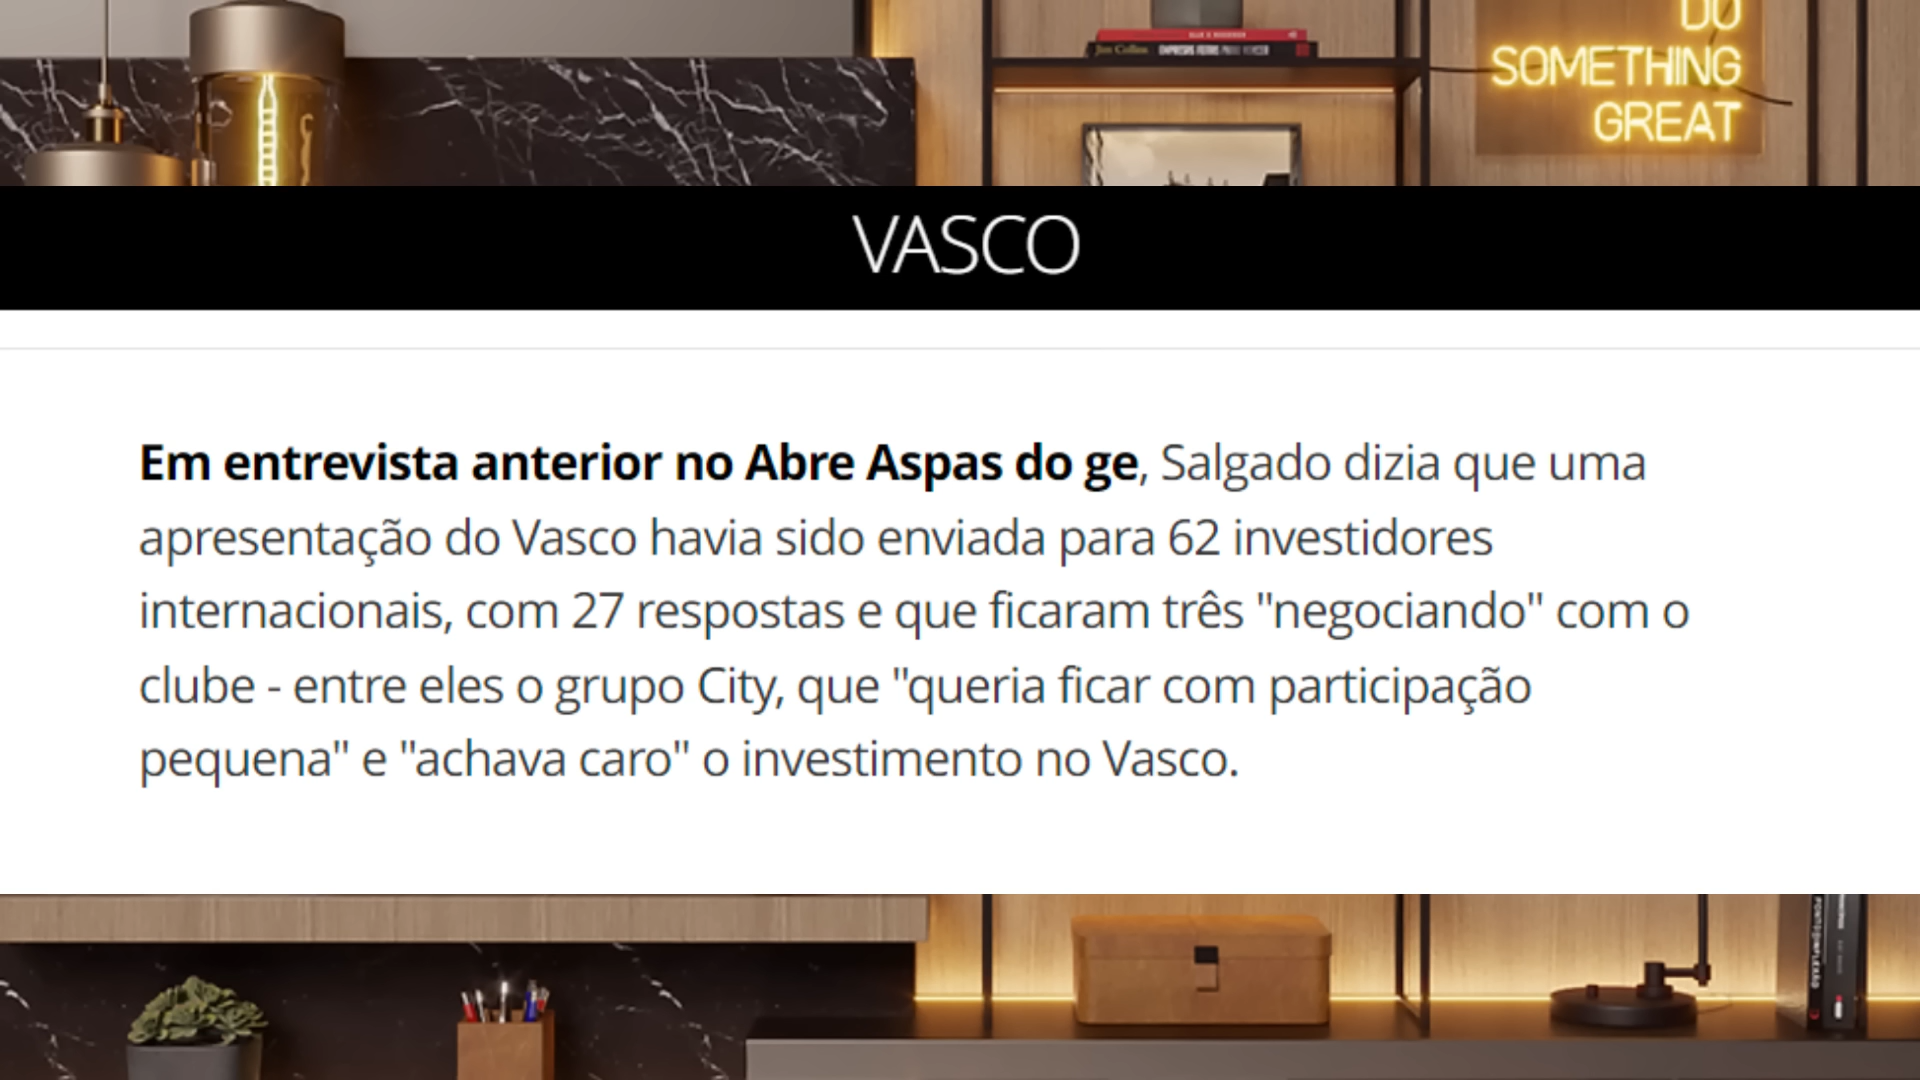 DO
SOMETHING
GREAT
Jim Collins
VASCO
Em entrevista anterior no Abre Aspas do ge, Salgado dizia que uma
apresentação do Vasco havia sido enviada para 62 investidores
internacionais, com 27 respostas e que ficaram três "negociando" com o
clube - entre eles o grupo City, que "queria ficar com participação
pequena" e "achava caro" o investimento no Vasco.